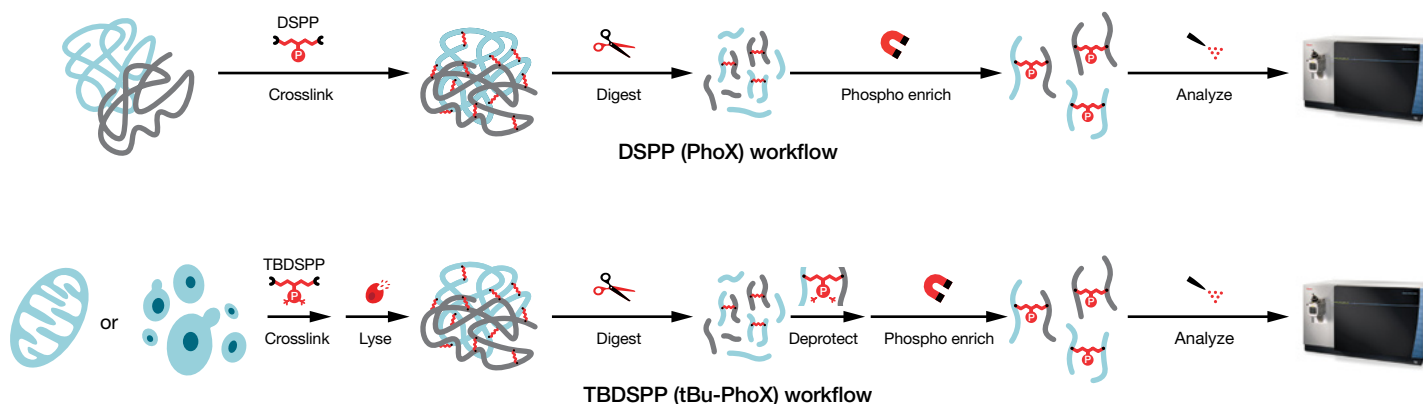 DSPP
P
Crosslink
Digest
Phospho enrich
P
P
P
Analyze
DSPP (PhoX) workflow
TBDSPP
P
or
Crosslink
Lyse
Digest
P
Deprotect
Phospho enrich
P
P
P
Analyze
TBDSPP (tBu-PhoX) workflow